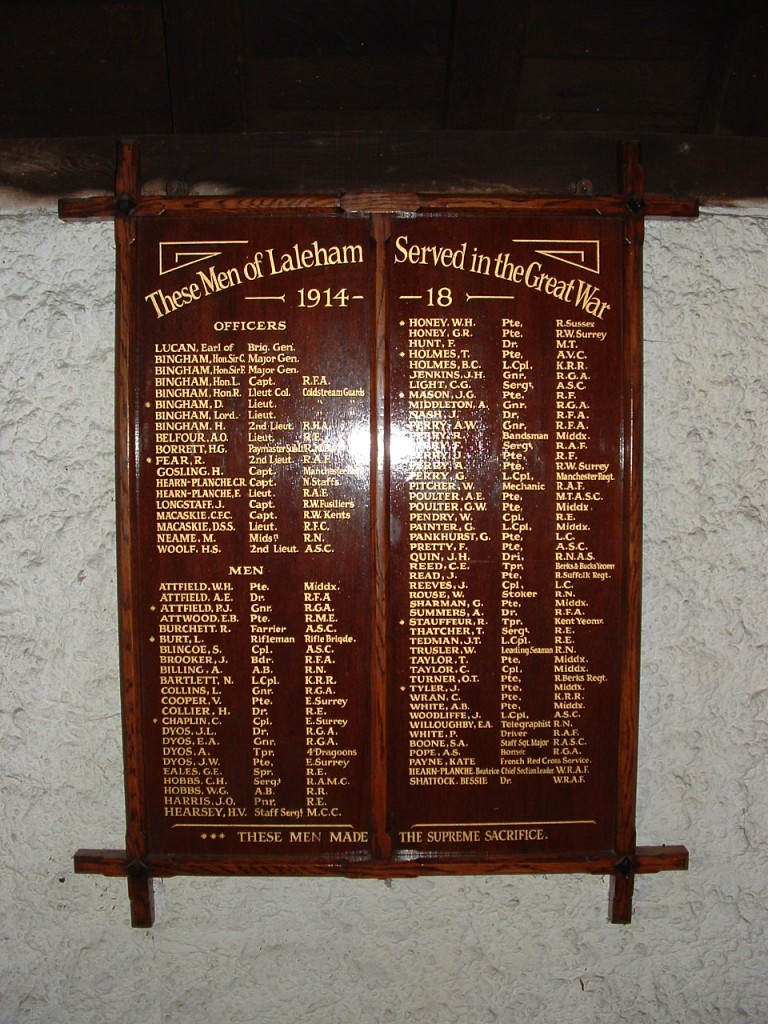 These Men of Laleham
1914-
OFFICERS
LUCAN, Earl of Brig. Gen.
BINGHAM, Hon. Sir C. Major Gen.
BINGHAM, Hon. Sir F. Major Gen.
BINGHAM, Hon. L. Capt. R.F.A.
BINGHAM, Hon. R. Lieut Col. Coldstream Guards
* BINGHAM, D. Lieut.
BINGHAM, Lord. Lieut.
BINGHAM. H. 2nd Lieut. R.H.A.
BELFOUR, A.O. Lieut. R.E.
BORRETT, H.G. Paymaster
* FEAR, R. 2nd Lieut. R.A.F.
GOSLING. H. Capt. Manchester
HEARN-PLANCHE, C.R. Capt. N. Staffs.
HEARN-PLANCHE, F. Lieut. R.A.F.
LONGSTAFF, J. Capt. R.W. Fusiliers
MACASKIE, C.F.C. Capt. R.W. Kents
MACASKIE, D.S.S. Lieut. R.F.C.
NEAME, M. Midsn R.N.
WOOLF. H.S. 2nd Lieut. A.S.C.
MEN
ATTFIELD, W.H. Pte. Middx.
ATTFIELD. A.E. Dr. R.F.A
* ATTFIELD, P.J. Gnr. R.G.A.
ATTWOOD, E.B. Pte. R.M.E.
BURCHETT. R. Farrier A.S.C.
* BURT, L. Rifleman Rifle Brigde.
BLINCOE, S. Cpl. A.S.C.
BROOKER, J. Bdr. R.F.A.
BILLING. A. A.B. R.N.
BARTLETT, N. L.Cpl. K.R.R.
COLLINS, L. Gnr. R.G.A.
COOPER, V. Pte. E. Surrey
COLLIER, H. Dr. R.E.
* CHAPLIN, C. Cpl. E. Surrey
DYOS, J.L. Dr. R.G.A.
DYOS, E.A. Gnr. R.G.A.
DYOS, A. Tpr. 4th Dragoons
DYOS, J.W. Pte, E. Surrey
EALES, G.E. Spr. R.E.
HOBBS, C.H. Sergt R.A.M.C.
HOBBS, W.G. A.B. R.R.
HARRIS, J.O. Pnr. R.E.
HEARSEY, H.V. Staff Sergt M.C.C.
Served in the Great War
-18
* HONEY, W.H. Pte. R. Sussex
HONEY, G.R. Pte. R.W. Surrey
HUNT, F. Dr. M.T.
* HOLMES, T. Pte. A.V.C.
HOLMES, B.C. L.Cpl. K.R.R.
JENKINS, J.H. Gnr. R.G.A.
LIGHT, C.G. Sergt. A.S.C.
* MASON, J.G. Pte. R.F.
MIDDLETON, A. Gnr. R.G.A.
NASH, J. Dr. R.F.A.
PERRY, A.W. Gnr. R.F.A.
PERRY, R. Bandsman Middx.
PERRY, F. Sergt R.A.F.
PERRY, J. Pte. R.F.
PERRY, A. Pte. R.W. Surrey
PERRY, G. L.Cpl. Manchester Regt.
PITCHER, W. Mechanic R.A.F.
POULTER, A.E. Pte, M.T.A.S.C.
POULTER, G.W. Pte, Middx
PENDRY, W. Cpl. R.E.
PAINTER, G. L.Cpl. Middx.
PANKHURST, G. Pte, L.C.
PRETTY, F. Pte, A.S.C.
QUIN, J.H. Dri. R.N.A.S.
REED, C.E. Tpr, Berks & Bucks Yeom
READ, J. Pte, R. Suffolk Regt.
REEVES, J. Cpl. L.C.
ROUSE, W. Stoker R.N.
SHARMAN, G. Pte, Middx.
SUMMERS, A. Dr. R.F.A.
* STAUFFEUR, R. Tpr. Kent Yeomx
THATCHER, T. Sergt. R.E.
TEDMAN, J.T. L.Cpl. R.E.
TRUSLER, W. Leading Seaman R.N.
TAYLOR, T. Pte, Middx.
TAYLOR, C. Cpl. Middx.
TURNER, O.T. Pte, R. Berks Regt.
* TYLER, J. Pte, Middx.
WRAN. C. Pte, K.R.R.
WHITE, A.B. Pte, Middx.
WOODLIFFE, J. L.Cpl, A.S.C.
WILLOUGHBY, E.A. Telegraphist R.N.
WHITE, P. Driver R.A.F.
BOONE, S.A. Staff Sgt. Major R.A.S.C.
POPE, A.S. R.G.A.
PAYNE, KATE French Red Cross Service.
HEARN-PLANCHE, Beatrice Chief Section Leader W.R.A.F.
SHATTOCK, BESSIE Dr. W.R.A.F.
*** THESE MEN MADE THE SUPREME SACRIFICE.